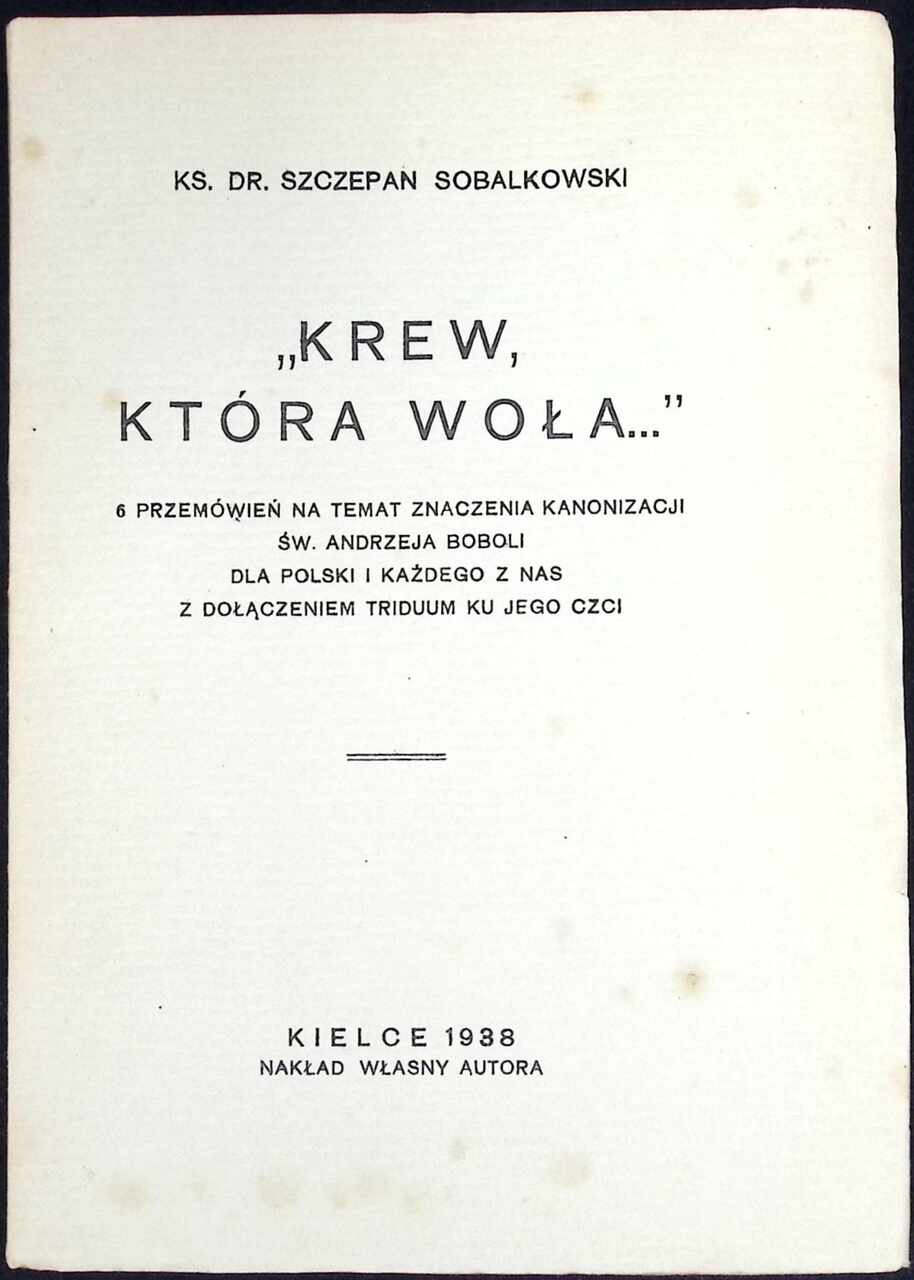 KS. DR. SZCZEPAN SOBALKOWSKI
„KREW,
KTÓRA WOŁA..."
6 PRZEMÓWIEŃ NA TEMAT ZNACZENIA KANONIZACJI
ŚW. ANDRZEJA BOBOLI
DLA POLSKI I KAŻDEGO Z NAS
Z DOŁĄCZENIEM TRIDUUM KU JEGO CZCI
KIELCE 1938
NAKŁAD WŁASNY AUTORA